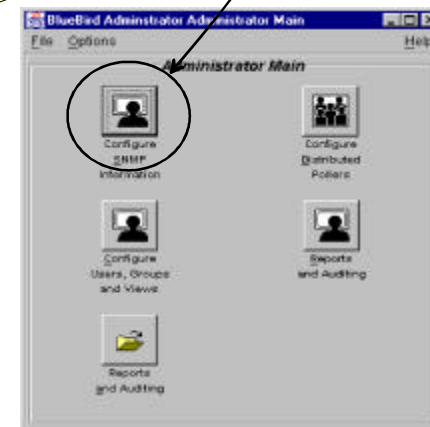 BlueBird Adminstrator Administrator Main
File Options Help
Administrator Main
Configure
SNMP
Information
Configure
Distributed
Pollers
Configure
Users, Groups
and Views
Reports
and Auditing
Reports
and Auditing